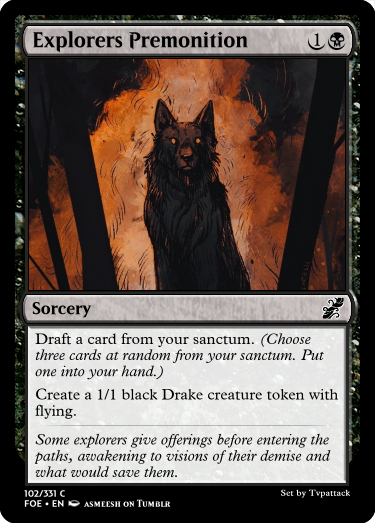 Explorers Premonition 1
Sorcery
Draft a card from your sanctum. (Choose
three cards at random from your sanctum. Put
one into your hand.)
Create a 1/1 black Drake creature token with
flying.
Some explorers give offerings before entering the
paths, awakening to visions of their demise and
what would save them.
102/331 C
FOE • EN ASMEESH ON TUMBLR
Set by Tvpattack